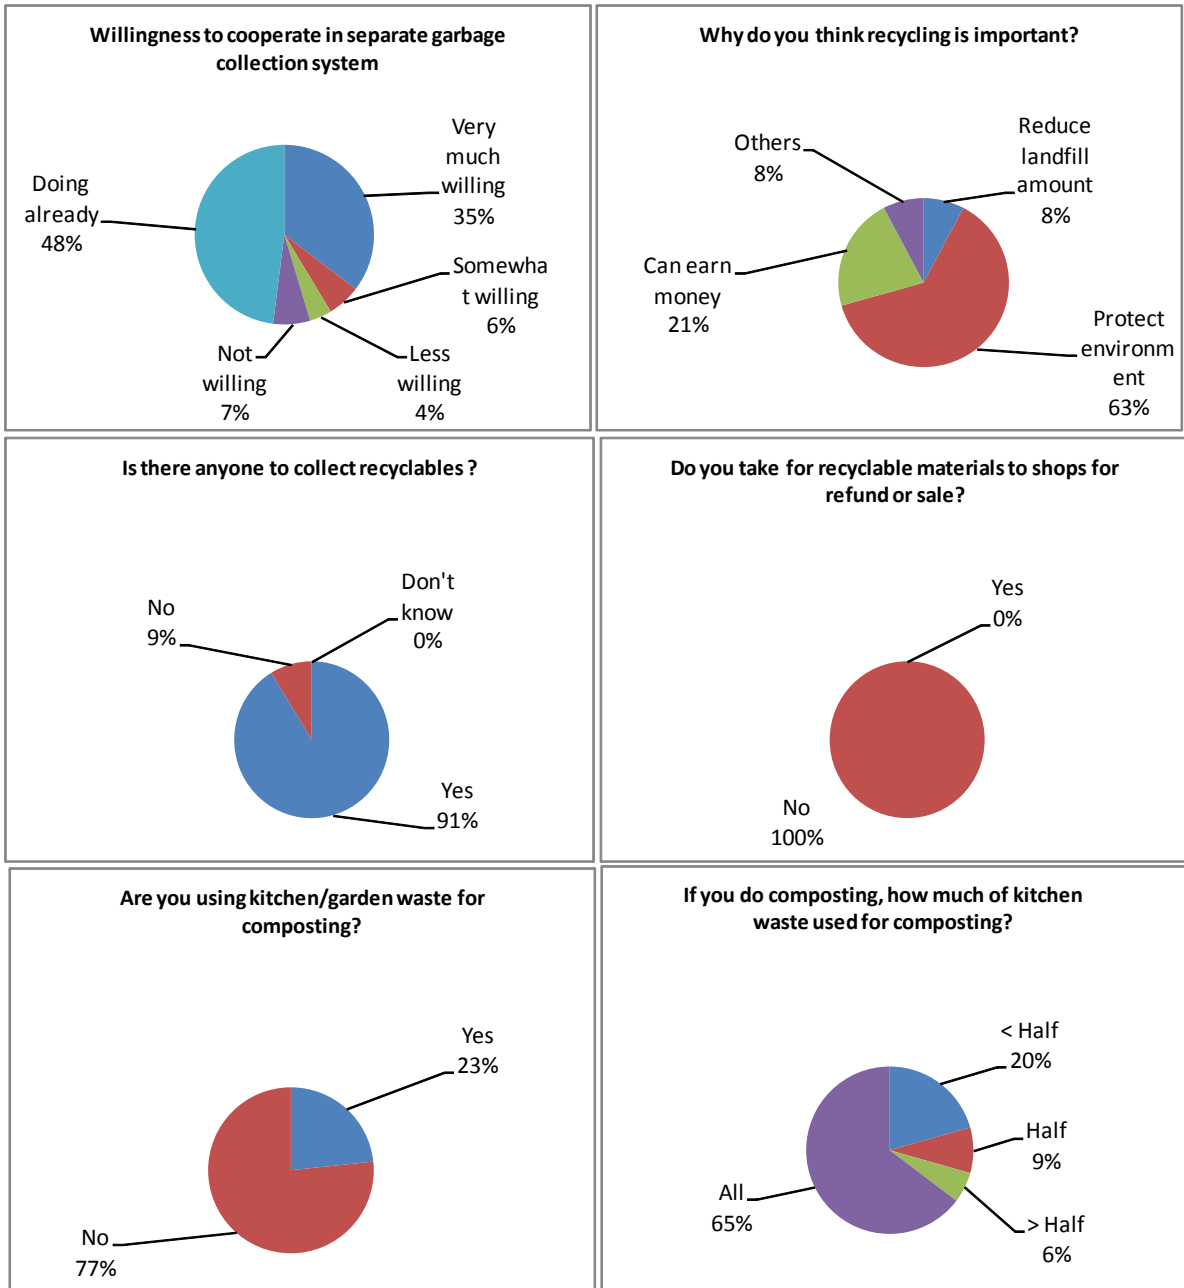 Willingness to cooperate in separate garbage
collection system
Very
much
willing
35%
Somewha
t willing
6%
Less
willing
4%
Not
willing
7%
Doing
already
48%
Why do you think recycling is important?
Reduce
landfill
amount
8%
Protect
environm
ent
63%
Can earn
money
21%
Others
8%
Is there anyone to collect recyclables ?
Don't
know
0%
No
9%
Yes
91%
Do you take for recyclable materials to shops for
refund or sale?
Yes
0%
No
100%
Are you using kitchen/garden waste for
composting?
Yes
23%
No
77%
If you do composting, how much of kitchen
waste used for composting?
< Half
20%
Half
9%
> Half
6%
All
65%